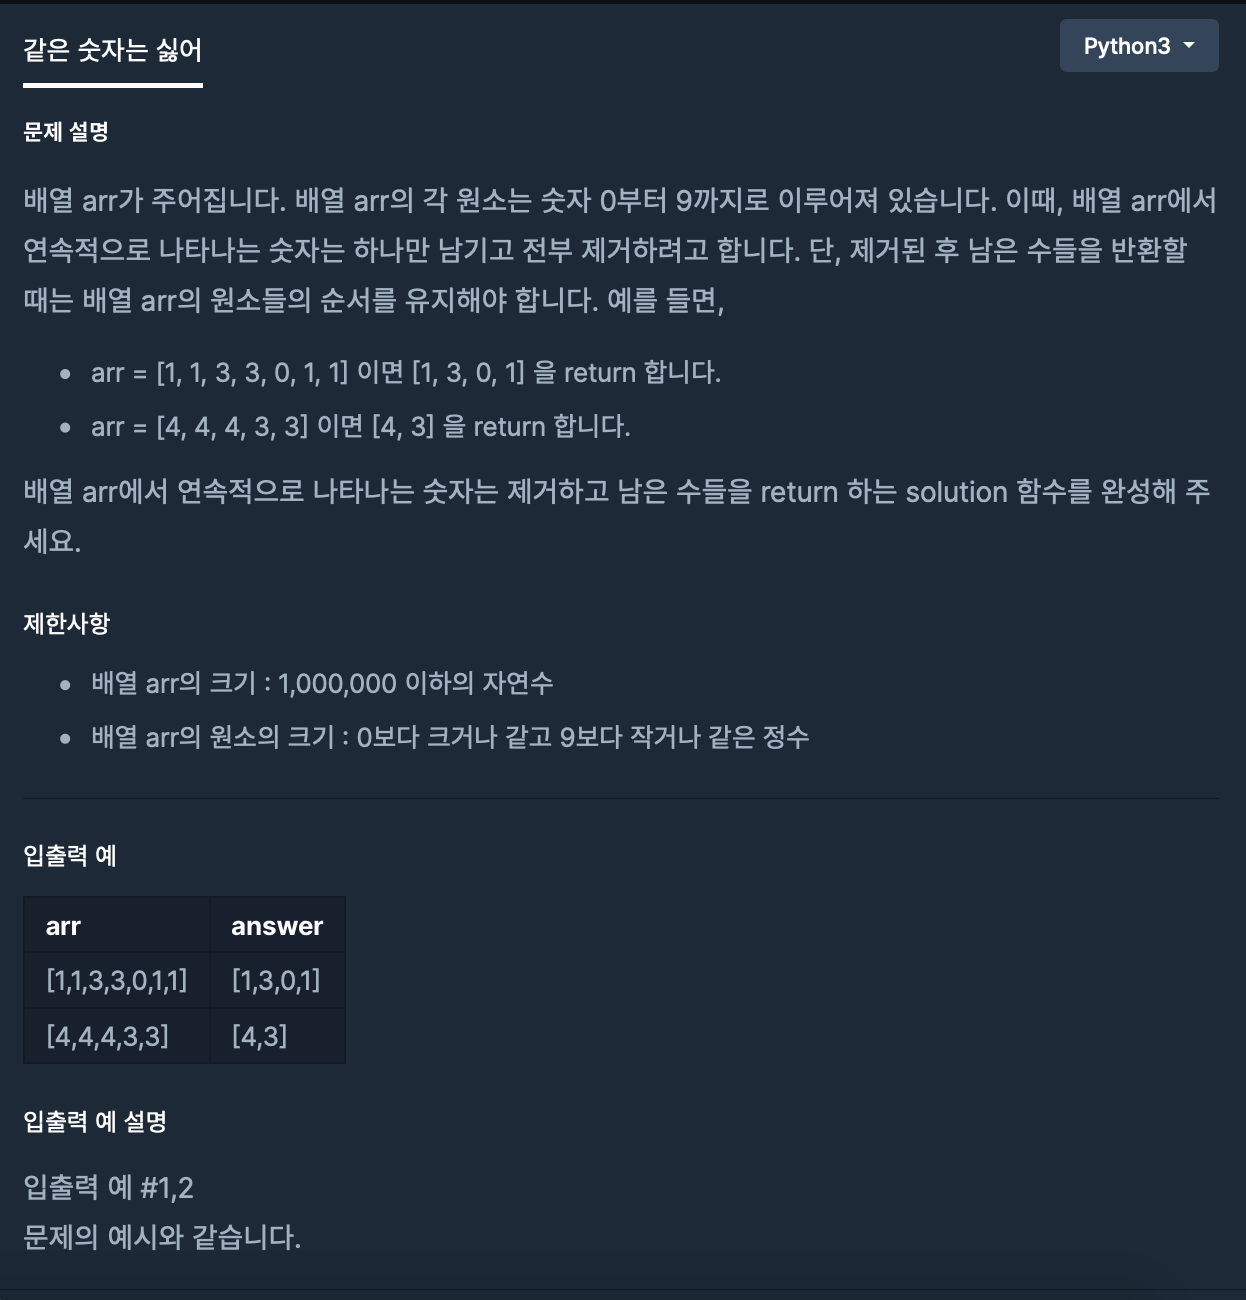 같은 숫자는 싫어
Python3
문제 설명
배열 arr가 주어집니다. 배열 arr의 각 원소는 숫자 0부터 9까지로 이루어져 있습니다. 이때, 배열 arr에서
연속적으로 나타나는 숫자는 하나만 남기고 전부 제거하려고 합니다. 단, 제거된 후 남은 수들을 반환할
때는 배열 arr의 원소들의 순서를 유지해야 합니다. 예를 들면,
• arr = [1, 1, 3, 3, 0, 1, 1] 이면 [1, 3, 0, 1] 을 return 합니다.
• arr = [4, 4, 4, 3, 3] 이면 [4, 3] 을 return 합니다.
배열 arr에서 연속적으로 나타나는 숫자는 제거하고 남은 수들을 return 하는 solution 함수를 완성해 주
세요.
제한사항
• 배열 arr의 크기 : 1,000,000 이하의 자연수
• 배열 arr의 원소의 크기 : 0보다 크거나 같고 9보다 작거나 같은 정수
입출력 예
arr answer
[1,1,3,3,0,1,1] [1,3,0,1]
[4,4,4,3,3] [4,3]
입출력 예 설명
입출력 예 #1,2
문제의 예시와 같습니다.